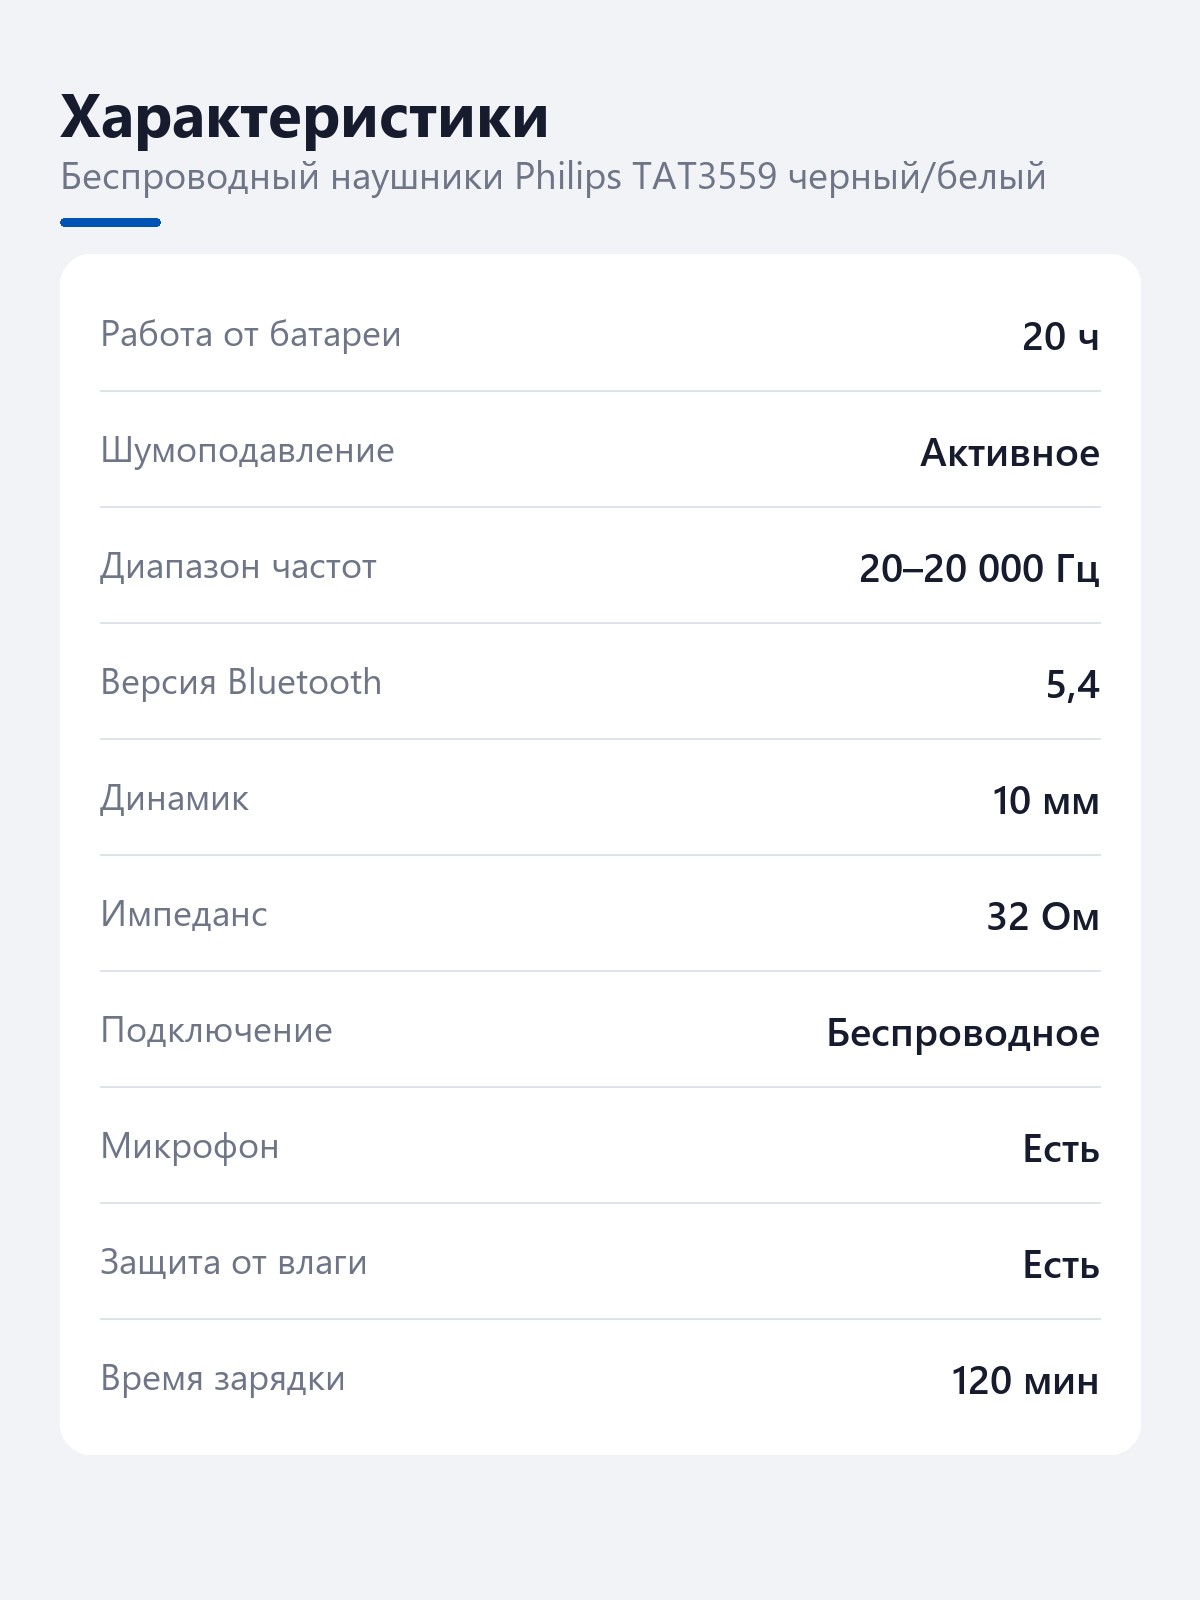 Характеристики
Беспроводный наушники Philips TAT3559 черный/белый
Работа от батареи 20 ч
Шумоподавление Активное
Диапазон частот 20–20 000 Гц
Версия Bluetooth 5,4
Динамик 10 мм
Импеданс 32 Ом
Подключение Беспроводное
Микрофон Есть
Защита от влаги Есть
Время зарядки 120 мин